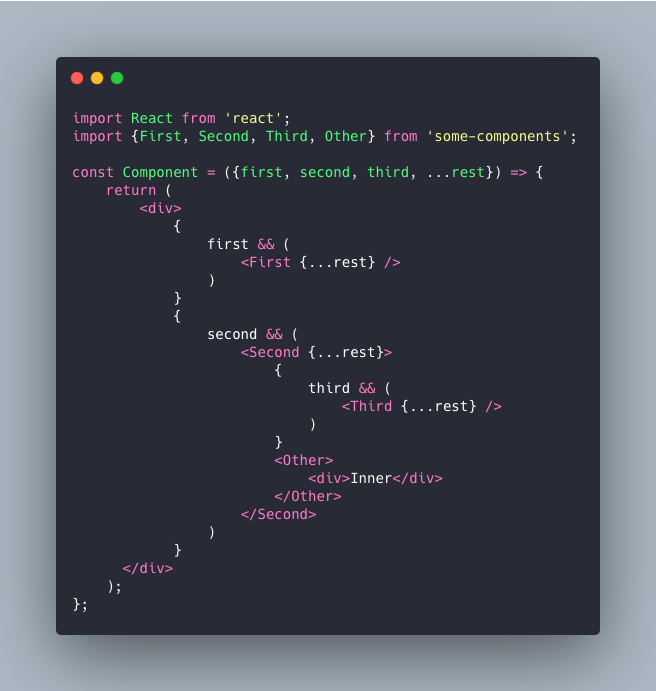 import React from 'react';
import {First, Second, Third, Other} from 'some-components';

const Component = ({first, second, third, ...rest}) => {
    return (
        <div>
            {
                first && (
                    <First {...rest} />
                )
            }
            {
                second && (
                    <Second {...rest}>
                        {
                            third && (
                                <Third {...rest} />
                            )
                        }
                        <Other>
                            <div>Inner</div>
                        </Other>
                    </Second>
                )
            }
      </div>
    );
};